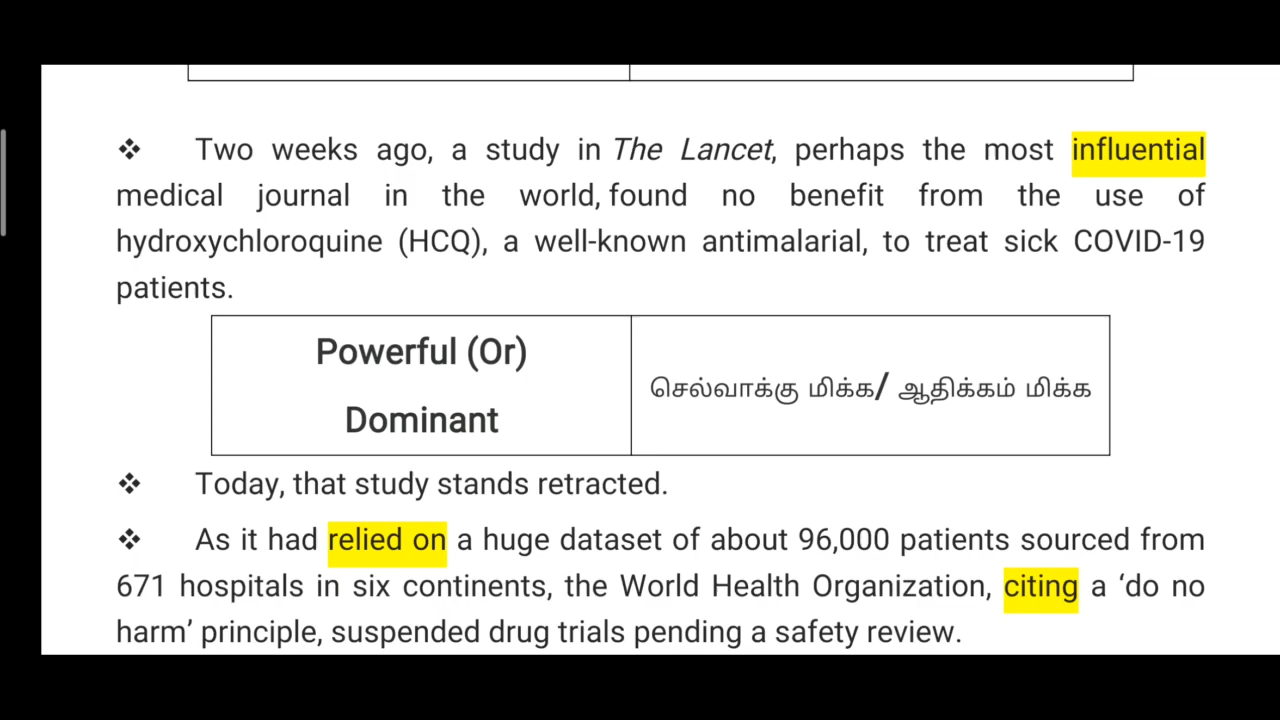 ❖ Two weeks ago, a study in The Lancet, perhaps the most influential
medical journal in the world, found no benefit from the use of
hydroxychloroquine (HCQ), a well-known antimalarial, to treat sick COVID-19
patients.
Powerful (Or)
Dominant
செல்வாக்கு மிக்க/ ஆதிக்கம் மிக்க
❖ Today, that study stands retracted.
❖ As it had relied on a huge dataset of about 96,000 patients sourced from
671 hospitals in six continents, the World Health Organization, citing a ‘do no
harm’ principle, suspended drug trials pending a safety review.